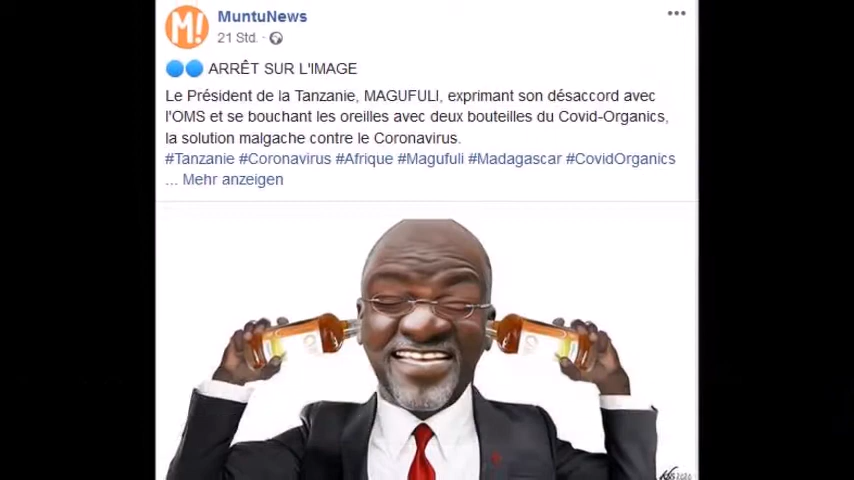 M!
MuntuNews
21 Std.
ARRÊT SUR L'IMAGE
Le Président de la Tanzanie, MAGUFULI, exprimant son désaccord avec
l'OMS et se bouchant les oreilles avec deux bouteilles du Covid-Organics,
la solution malgache contre le Coronavirus.
#Tanzanie #Coronavirus #Afrique #Magufuli #Madagascar #CovidOrganics
... Mehr anzeigen